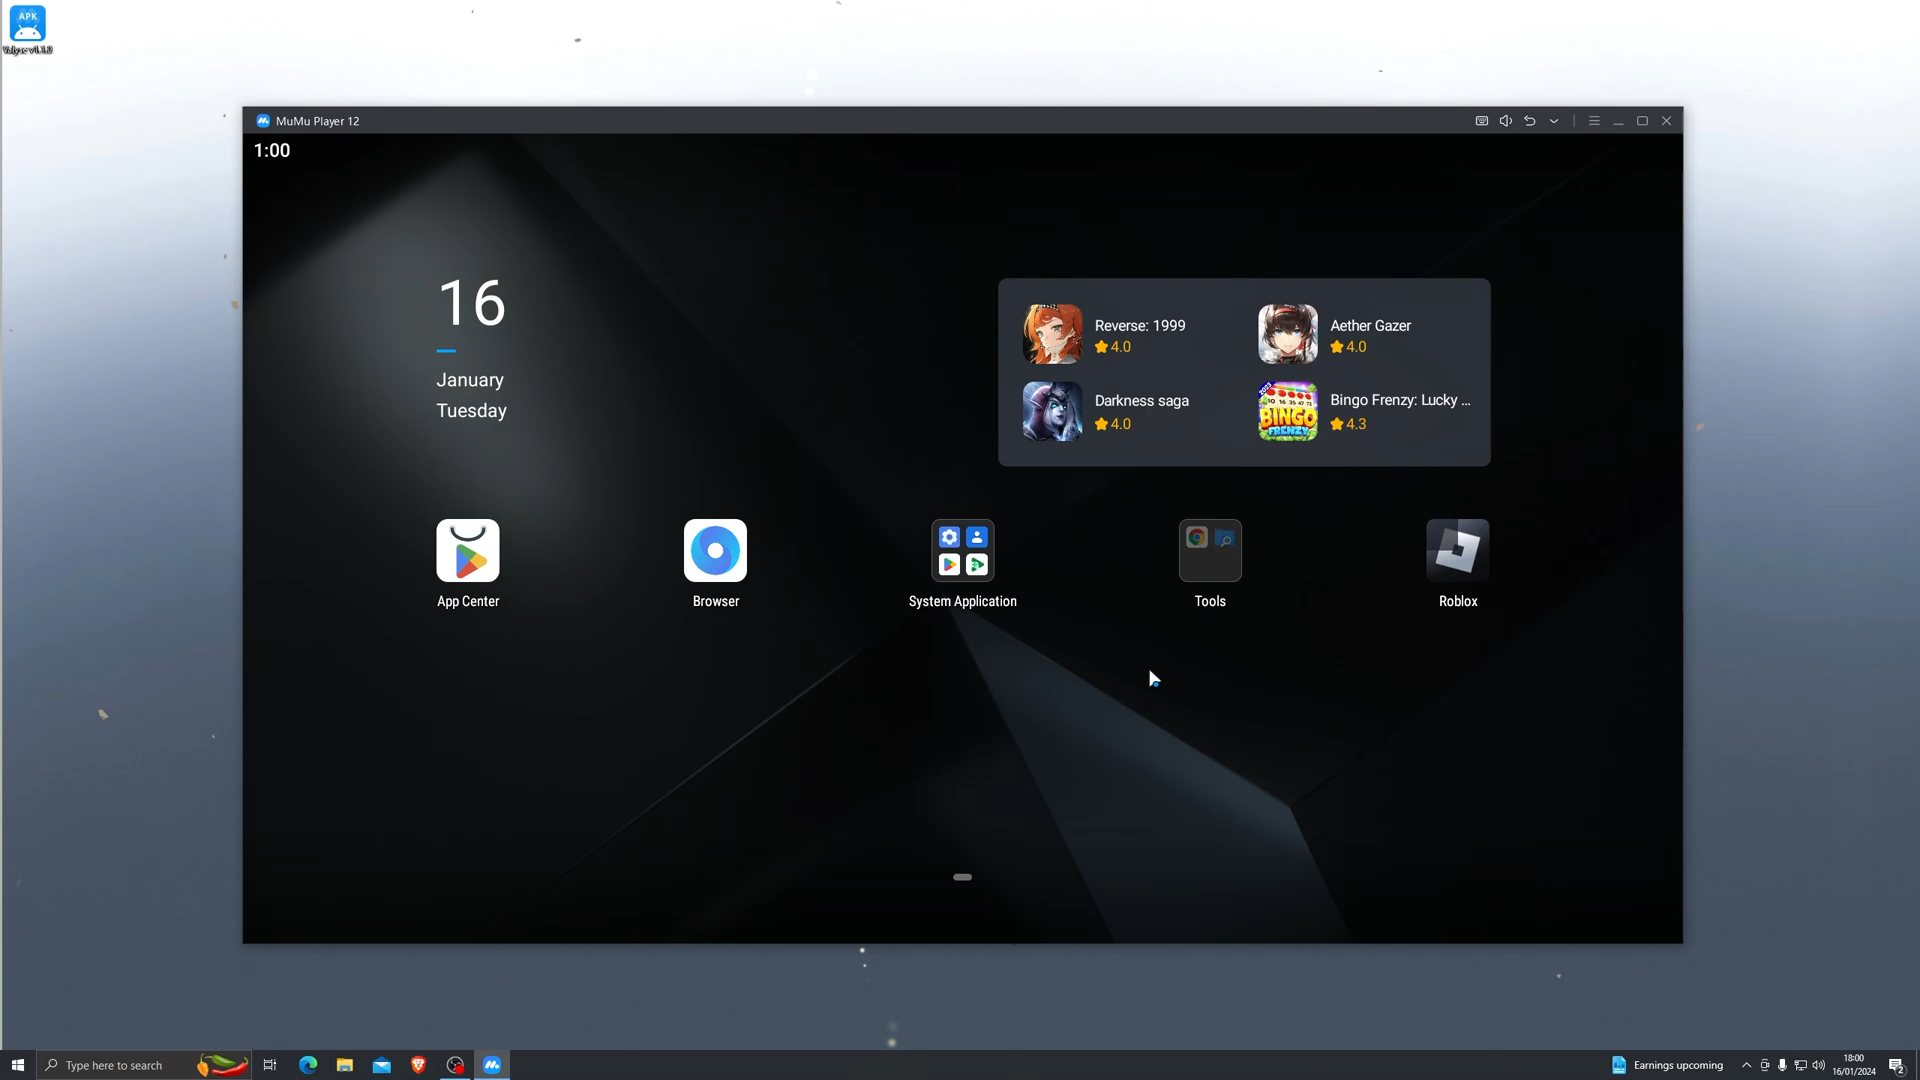 APK
MuMu Player 12
1:00
16
January
Tuesday
Reverse: 1999
4.0
Aether Gazer
4.0
Darkness saga
4.0
Bingo Frenzy: Lucky ...
4.3
BINGO
FRENZY
App Center
Browser
System Application
Tools
Roblox
Type here to search
Earnings upcoming
18:00
16/01/2024
2